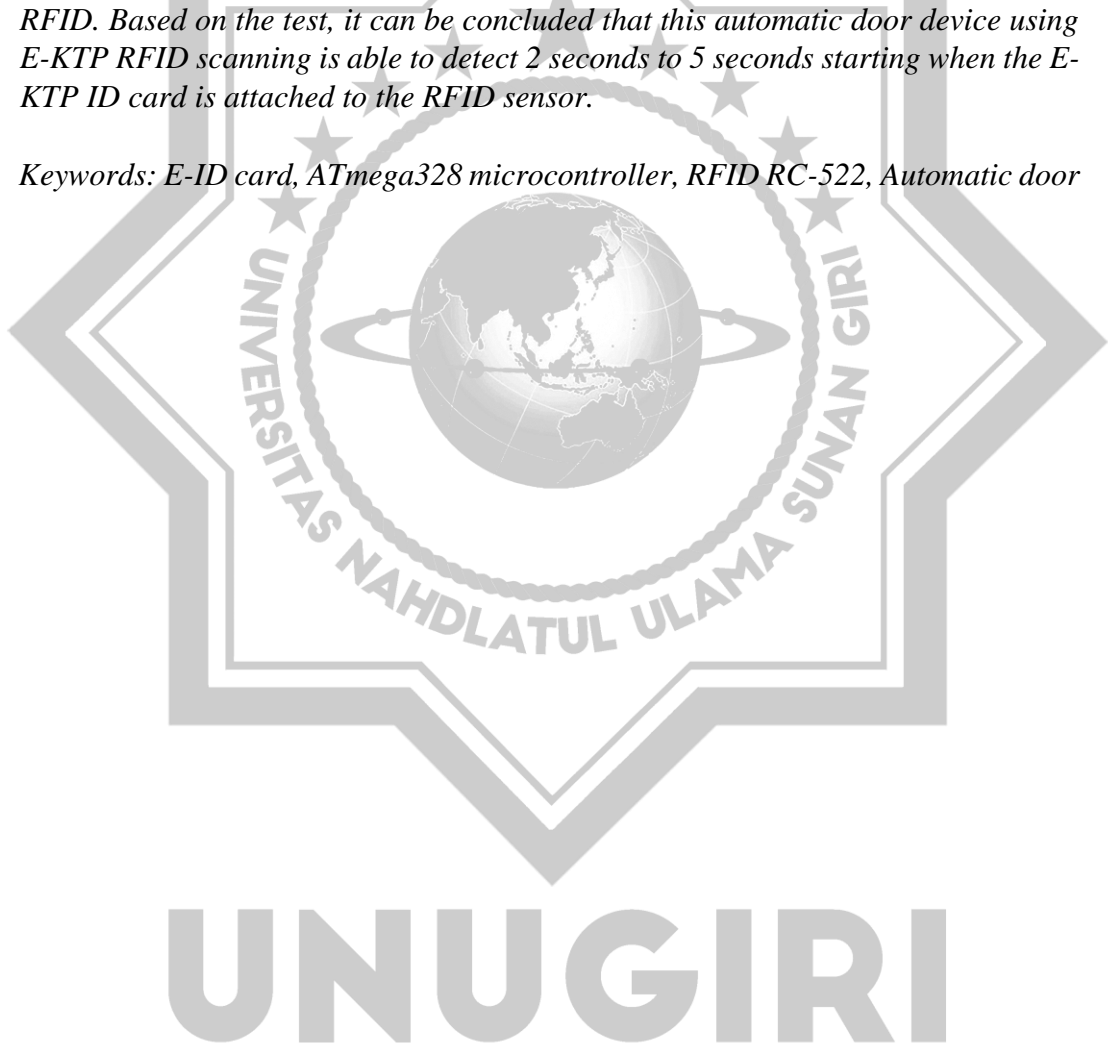 RFID. Based on the test, it can be concluded that this automatic door device using
E-KTP RFID scanning is able to detect 2 seconds to 5 seconds starting when the E-
KTP ID card is attached to the RFID sensor.
Keywords: E-ID card, ATmega328 microcontroller, RFID RC-522, Automatic door
UNIVERSITAS NAHDLATUL ULAMA SUNAN GIRI
UNUGIRI